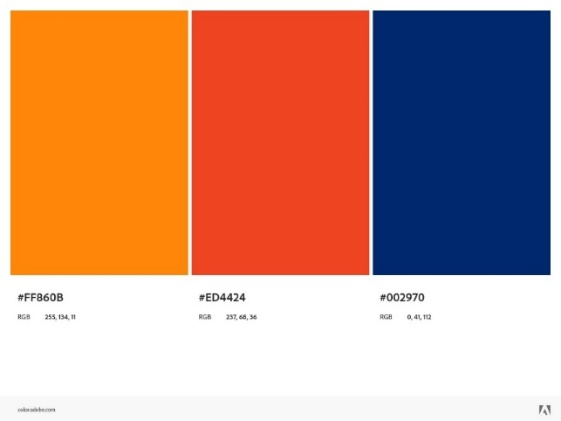 #FF860B
RGB 255, 134, 11
#ED4424
RGB 237, 68, 36
#002970
RGB 0, 41, 112
color.adobe.com